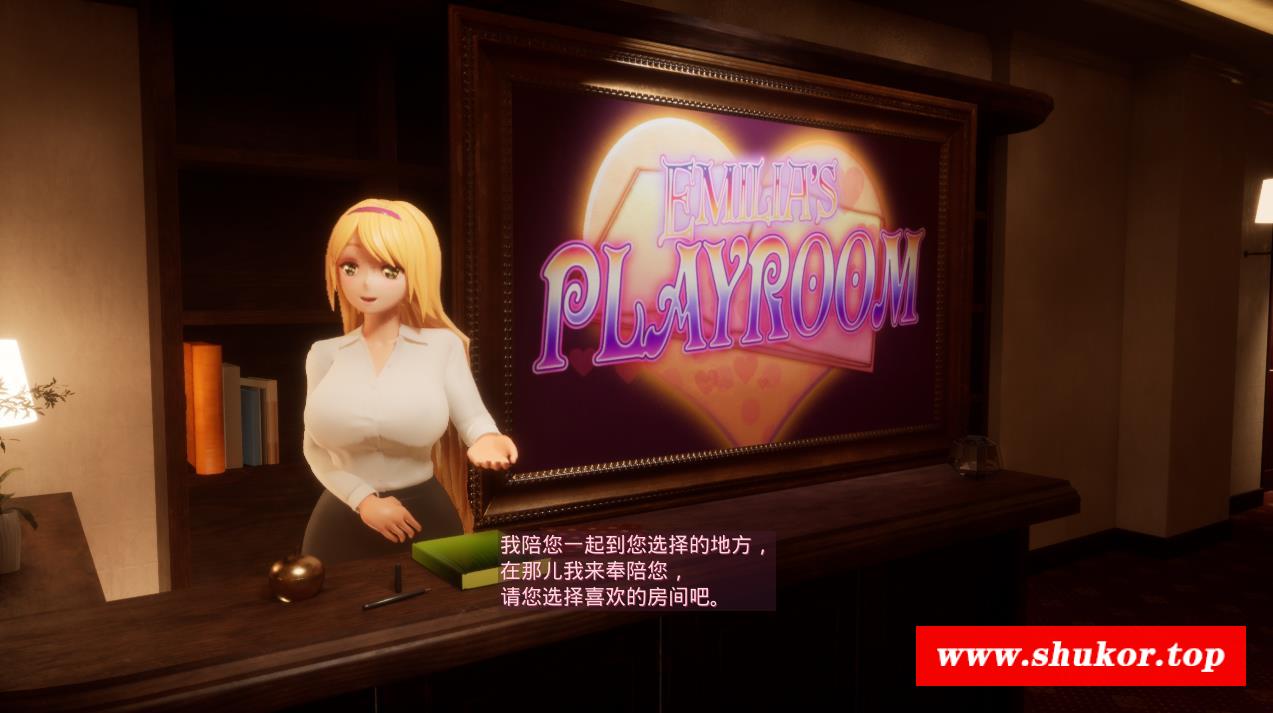 EMILIA'S
PLAYROOM
我陪您一起到您选择的地方，
在那儿我来奉陪您，
请您选择喜欢的房间吧。
www.shukor.top